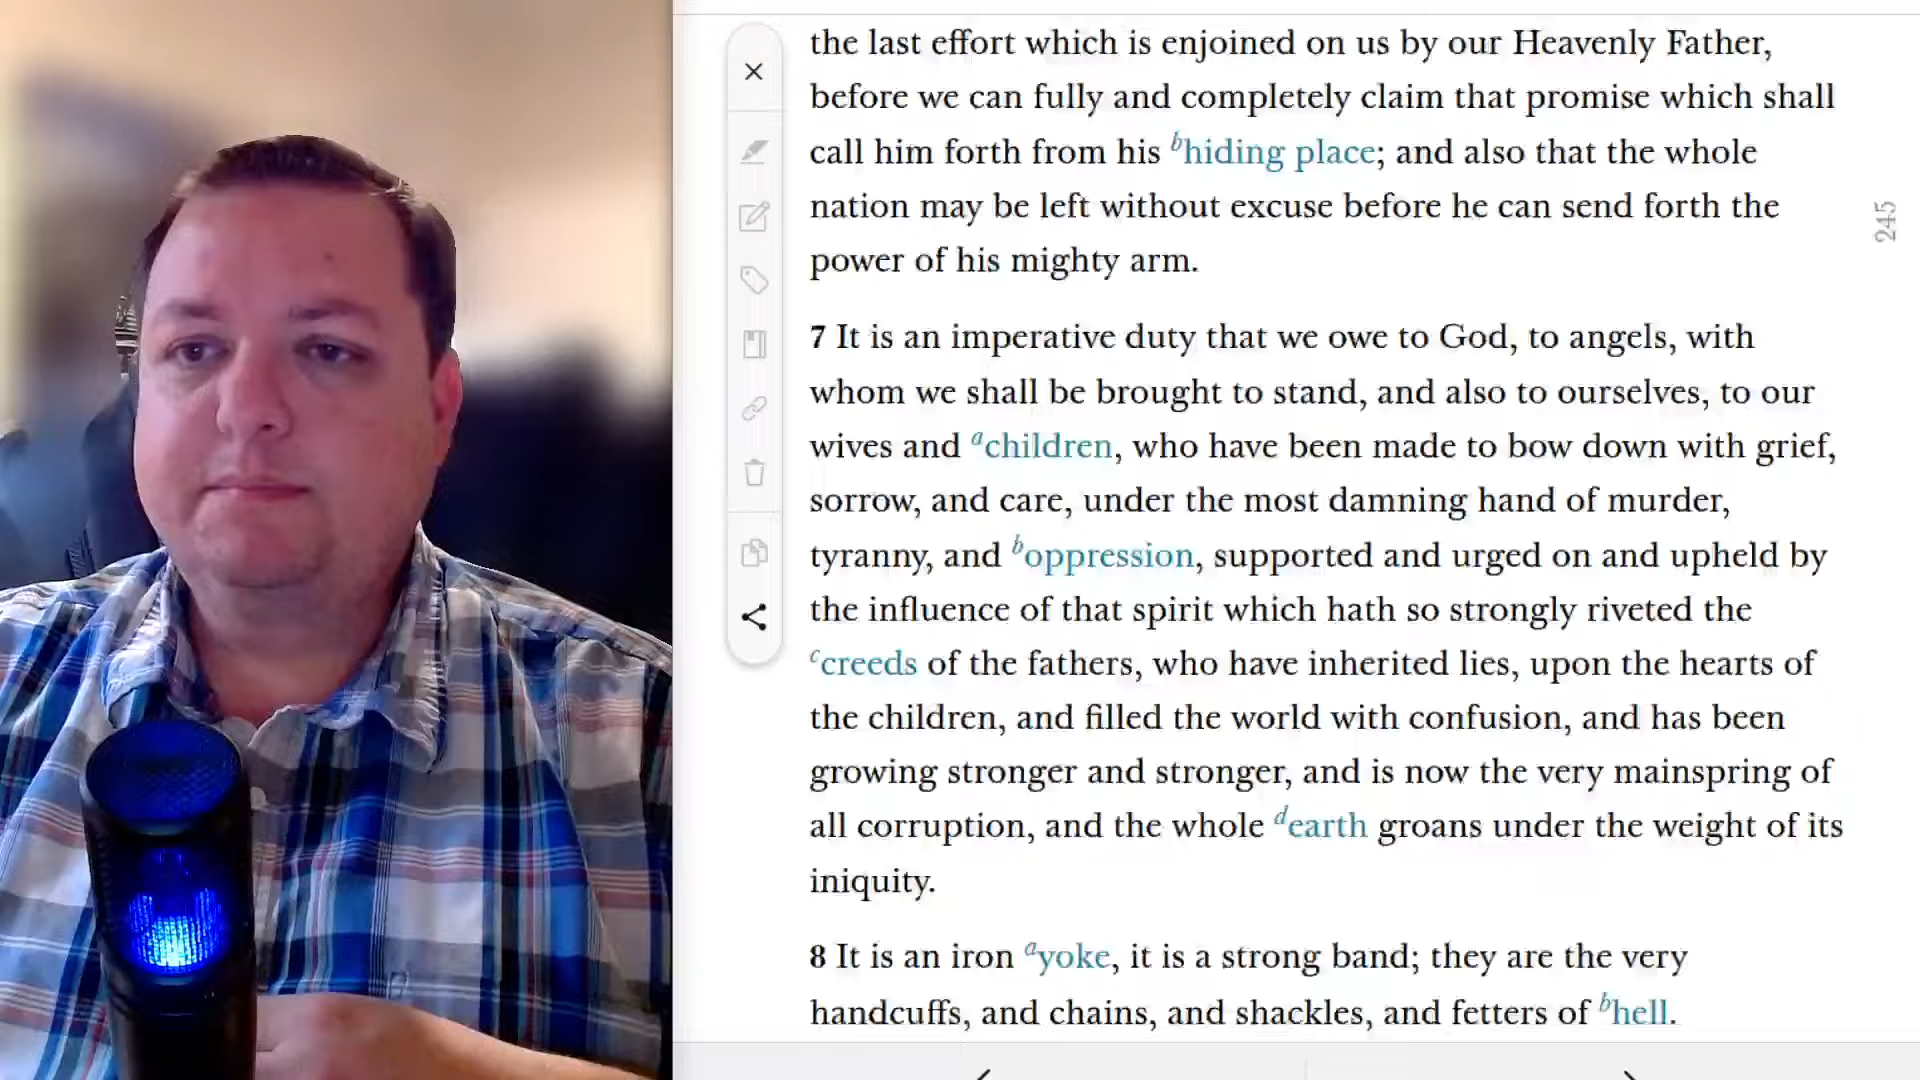 the last effort which is enjoined on us by our Heavenly Father,
before we can fully and completely claim that promise which shall
call him forth from his bhiding place; and also that the whole
nation may be left without excuse before he can send forth the
power of his mighty arm.
245
7 It is an imperative duty that we owe to God, to angels, with
whom we shall be brought to stand, and also to ourselves, to our
wives and achildren, who have been made to bow down with grief,
sorrow, and care, under the most damning hand of murder,
tyranny, and boppression, supported and urged on and upheld by
the influence of that spirit which hath so strongly riveted the
ccreeds of the fathers, who have inherited lies, upon the hearts of
the children, and filled the world with confusion, and has been
growing stronger and stronger, and is now the very mainspring of
all corruption, and the whole dearth groans under the weight of its
iniquity.
8 It is an iron ayoke, it is a strong band; they are the very
handcuffs, and chains, and shackles, and fetters of bhell.